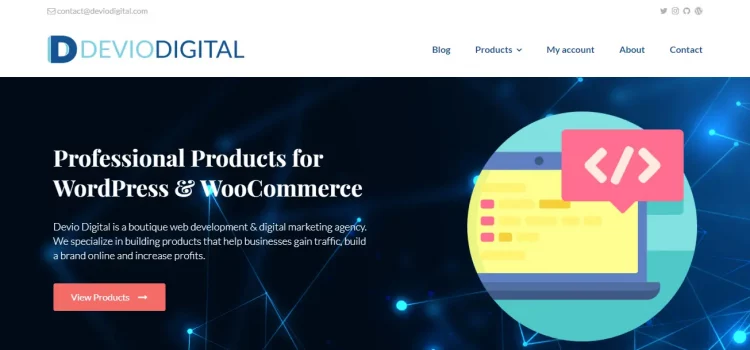 contact@deviodigital.com
DEVIODIGITAL
Blog Products My account About Contact
Professional Products for
WordPress & WooCommerce
Devio Digital is a boutique web development & digital marketing agency.
We specialize in building products that help businesses gain traffic, build
a brand online and increase profits.
View Products →